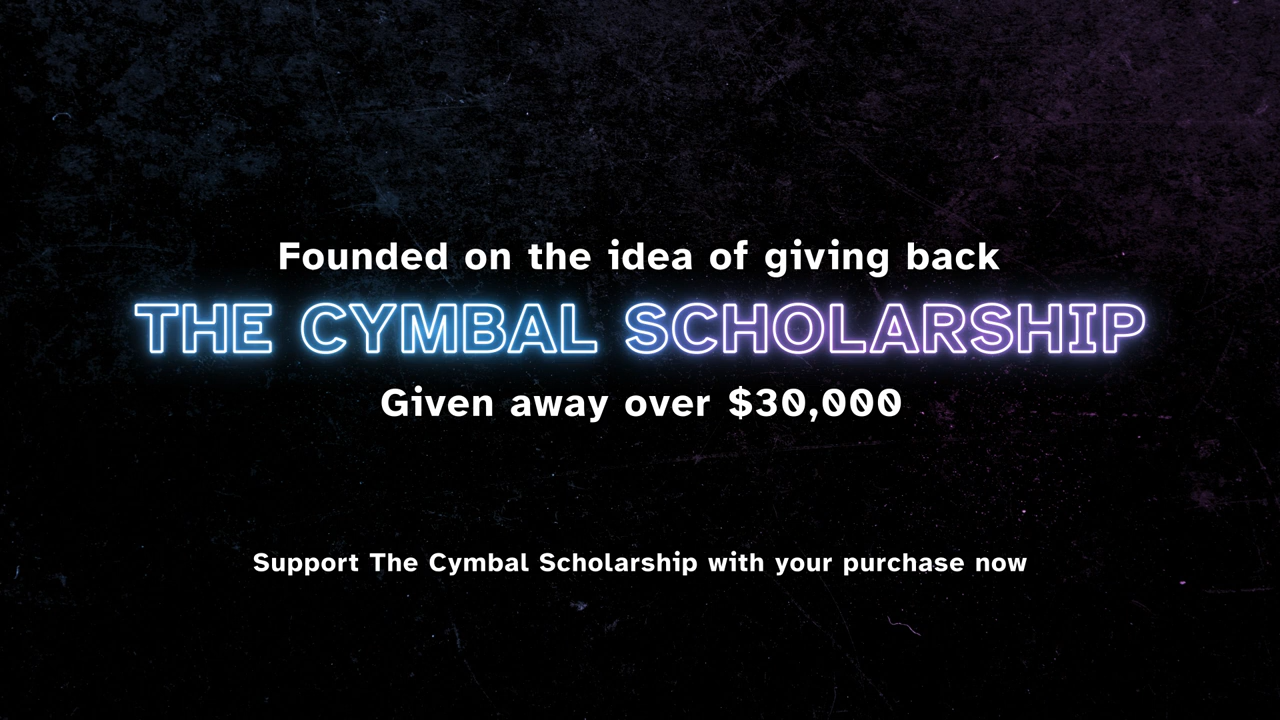 Founded on the idea of giving back
THE CYMBAL SCHOLARSHIP
Given away over $30,000
Support The Cymbal Scholarship with your purchase now